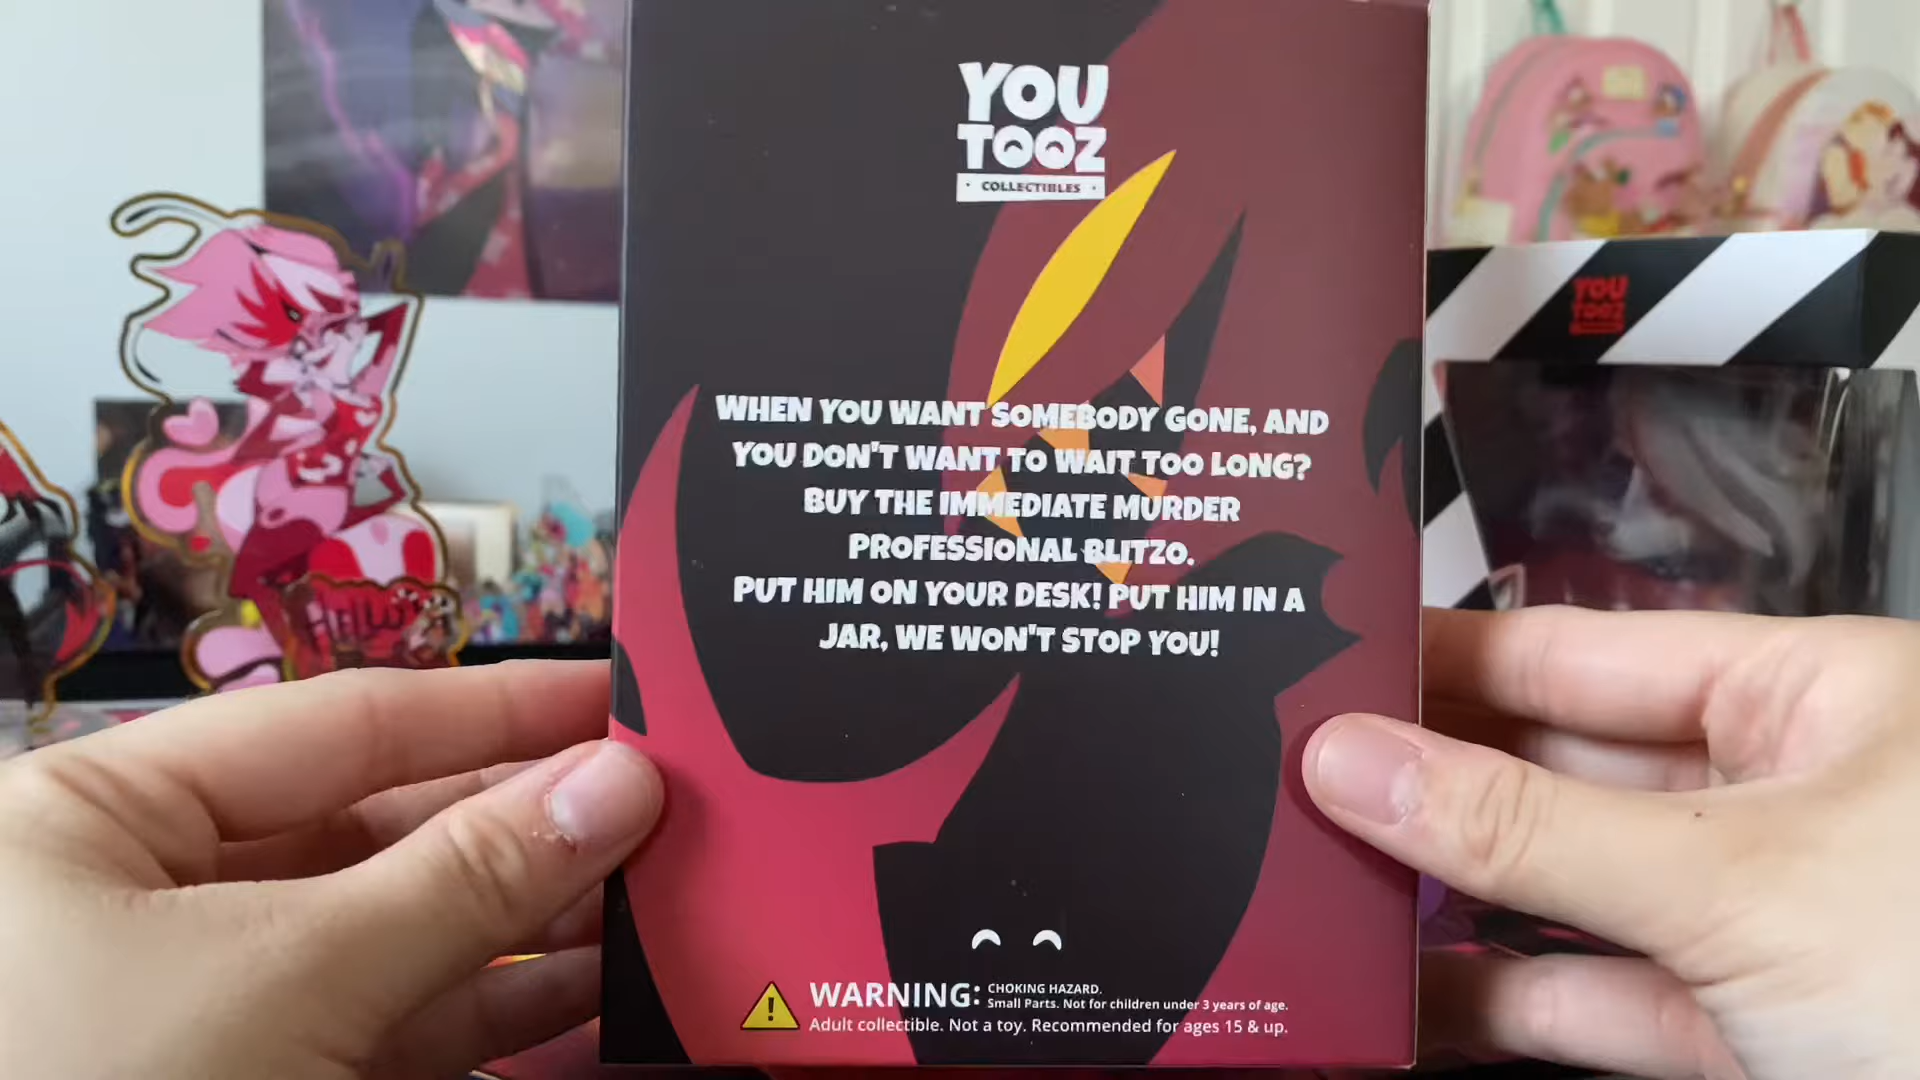 YOU
TOOZ
COLLECTIBLES
WHEN YOU WANT SOMEBODY GONE, AND
YOU DON'T WANT TO WAIT TOO LONG?
BUY THE IMMEDIATE MURDER
PROFESSIONAL BLITZO.
PUT HIM ON YOUR DESK! PUT HIM IN A
JAR, WE WON'T STOP YOU!
WARNING: CHOKING HAZARD.
Small Parts. Not for children under 3 years of age.
Adult collectible. Not a toy. Recommended for ages 15 & up.
YOU
TOOZ
HELLU